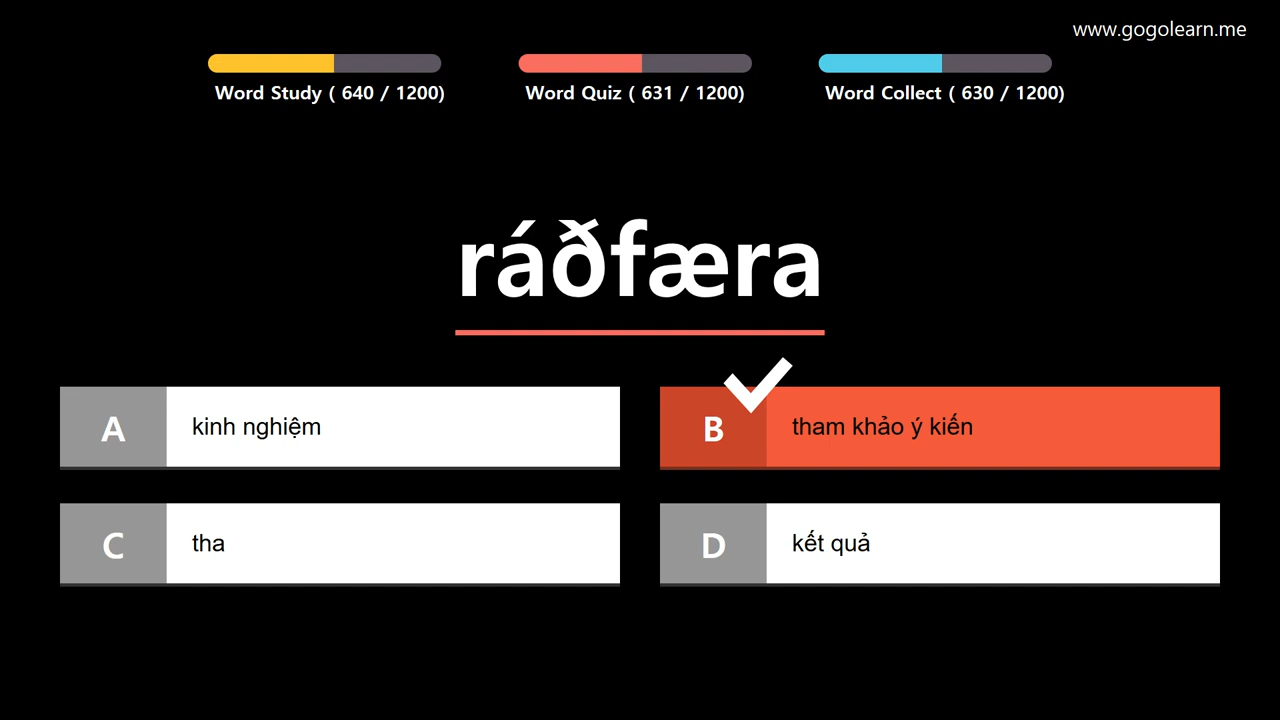 www.gogolearn.me
Word Study ( 640 / 1200)
Word Quiz ( 631 / 1200)
Word Collect ( 630 / 1200)
ráðfæra
A kinh nghiệm
B tham khảo ý kiến
C tha
D kết quả